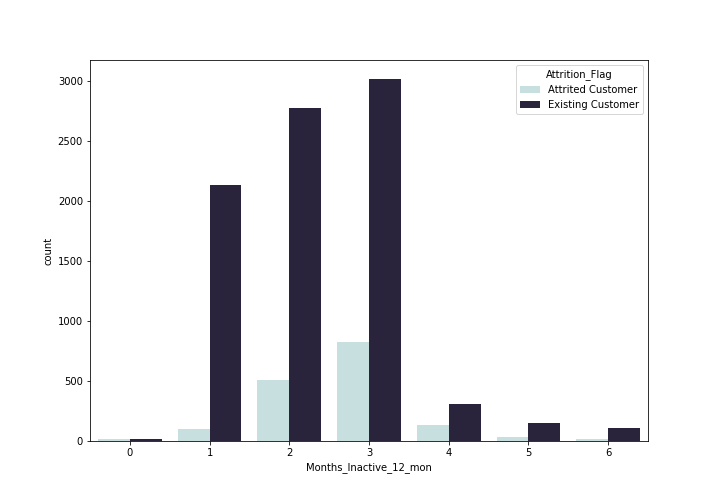 Attrition_Flag
Attrited Customer
Existing Customer
3000
2500
2000
1500
1000
500
0
count
0 1 2 3 4 5 6
Months_Inactive_12_mon